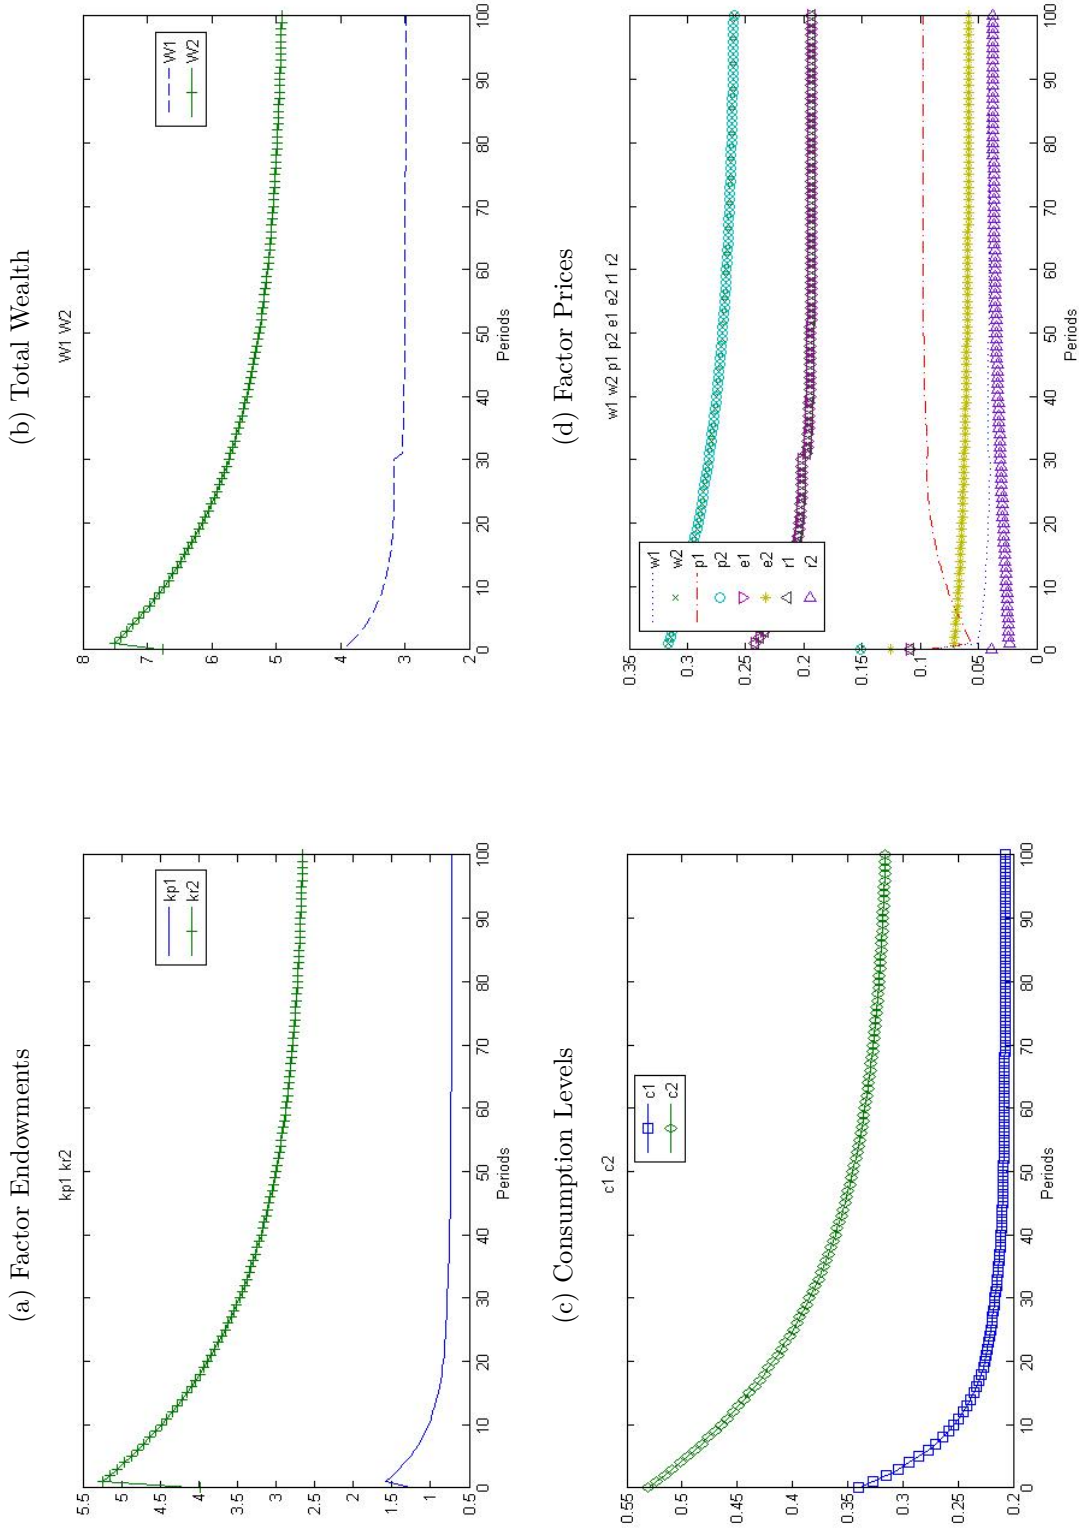 (a) Factor Endowments
kp1 kr2
kp1
kr2
5.5
5
4.5
4
3.5
3
2.5
2
1.5
1
0.5
0 10 20 30 40 50 60 70 80 90 100
Periods
(b) Total Wealth
W1 W2
W1
W2
8
7
6
5
4
3
2
0 10 20 30 40 50 60 70 80 90 100
Periods
(c) Consumption Levels
c1 c2
c1
c2
0.55
0.5
0.45
0.4
0.35
0.3
0.25
0.2
0 10 20 30 40 50 60 70 80 90 100
Periods
(d) Factor Prices
w1 w2 p1 p2 e1 e2 r1 r2
w1
w2
p1
p2
e1
e2
r1
r2
0.35
0.3
0.25
0.2
0.15
0.1
0.05
0
0 10 20 30 40 50 60 70 80 90 100
Periods